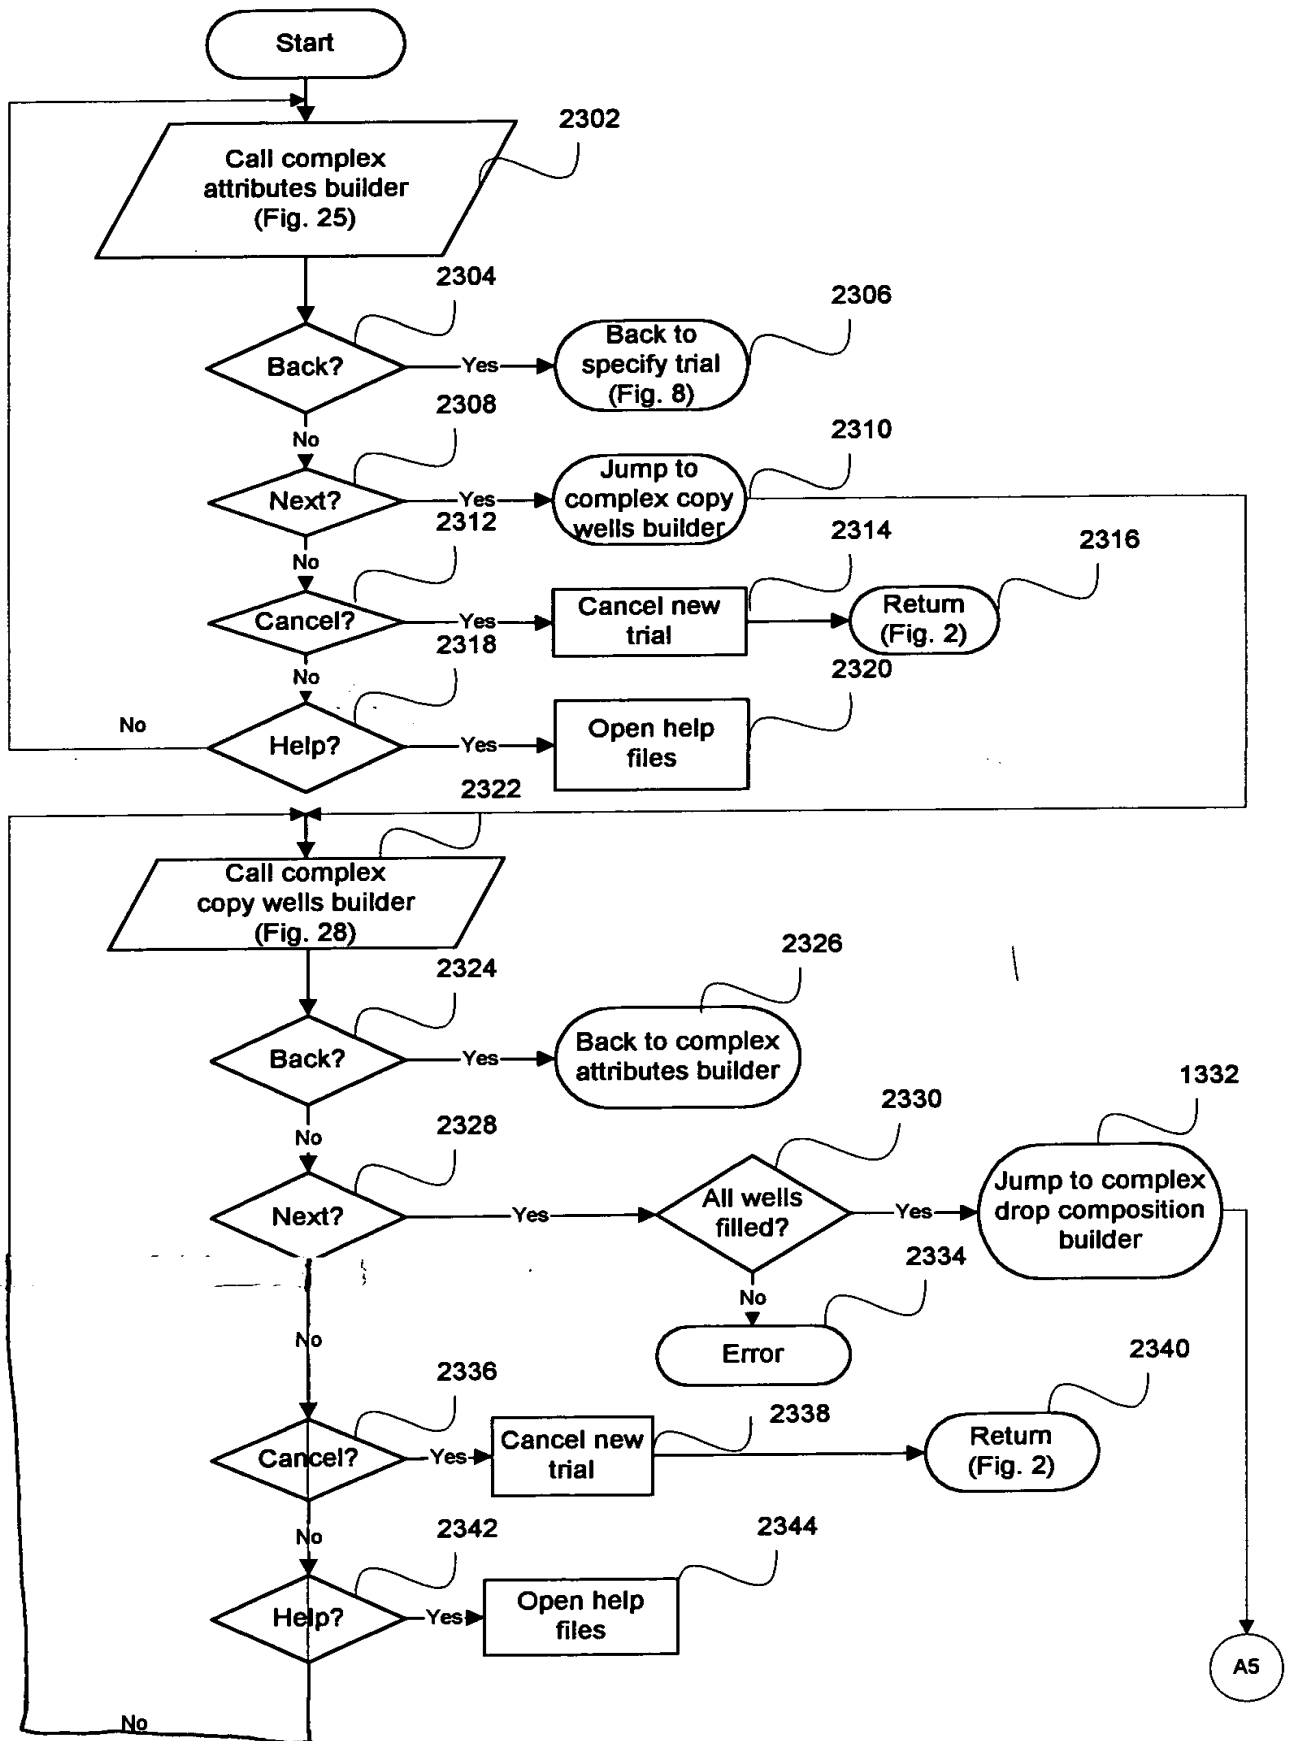 Start
2302
Call complex
attributes builder
(Fig. 25)
2304
2306
Back?
Yes
Back to
specify trial
(Fig. 8)
2308
No
2310
Next?
Yes
Jump to
complex copy
wells builder
2312
No
2314
2316
Cancel?
Yes
Cancel new
trial
Return
(Fig. 2)
2318
No
2320
No
Help?
Yes
Open help
files
2322
Call complex
copy wells builder
(Fig. 28)
2324
2326
Back?
Yes
Back to complex
attributes builder
1332
2330
No
2328
Next?
Yes
All wells
filled?
Yes
Jump to complex
drop composition
builder
2334
No
No
Error
2340
2336
2338
Cancel?
Yes
Cancel new
trial
Return
(Fig. 2)
No
2342
2344
Help?
Yes
Open help
files
A5
No